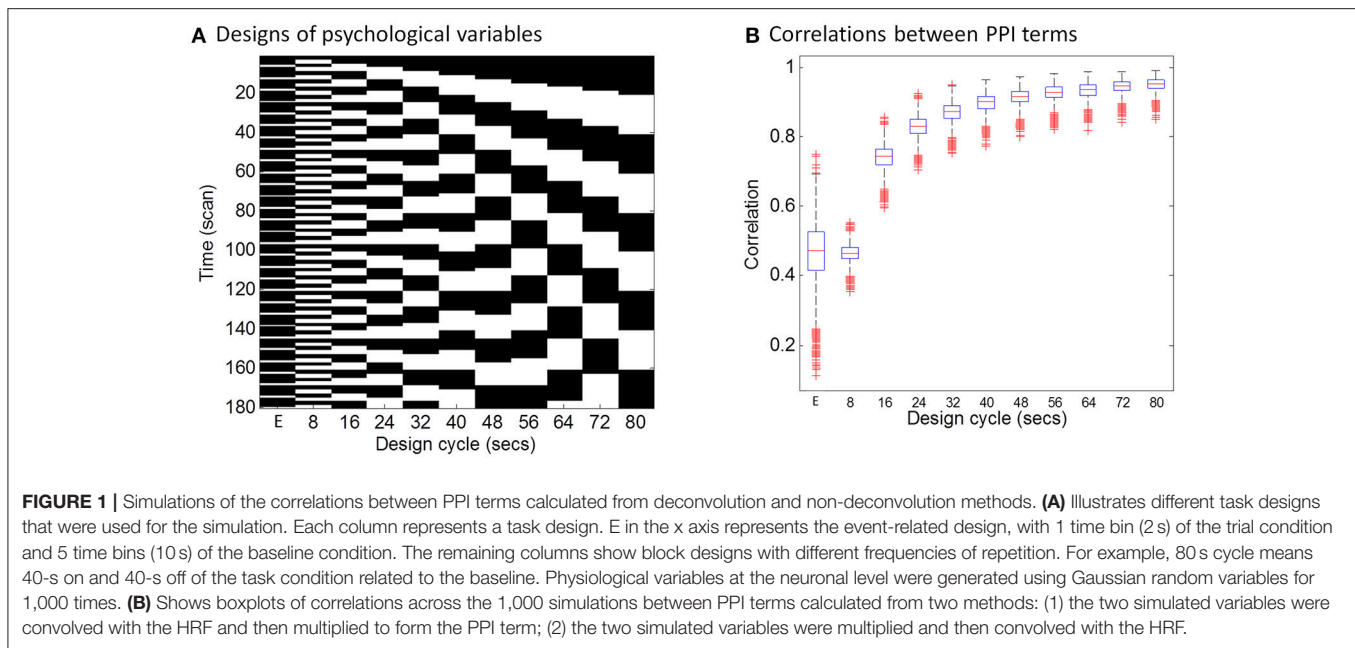 A Designs of psychological variables
20
40
60
80
100
120
140
160
180
Time (scan)
E 8 16 24 32 40 48 56 64 72 80
Design cycle (secs)
B Correlations between PPI terms
1
0.8
0.6
0.4
0.2
Correlation
E 8 16 24 32 40 48 56 64 72 80
Design cycle (secs)
FIGURE 1 | Simulations of the correlations between PPI terms calculated from deconvolution and non-deconvolution methods. (A) Illustrates different task designs
that were used for the simulation. Each column represents a task design. E in the x axis represents the event-related design, with 1 time bin (2 s) of the trial condition
and 5 time bins (10 s) of the baseline condition. The remaining columns show block designs with different frequencies of repetition. For example, 80 s cycle means
40-s on and 40-s off of the task condition related to the baseline. Physiological variables at the neuronal level were generated using Gaussian random variables for
1,000 times. (B) Shows boxplots of correlations across the 1,000 simulations between PPI terms calculated from two methods: (1) the two simulated variables were
convolved with the HRF and then multiplied to form the PPI term; (2) the two simulated variables were multiplied and then convolved with the HRF.